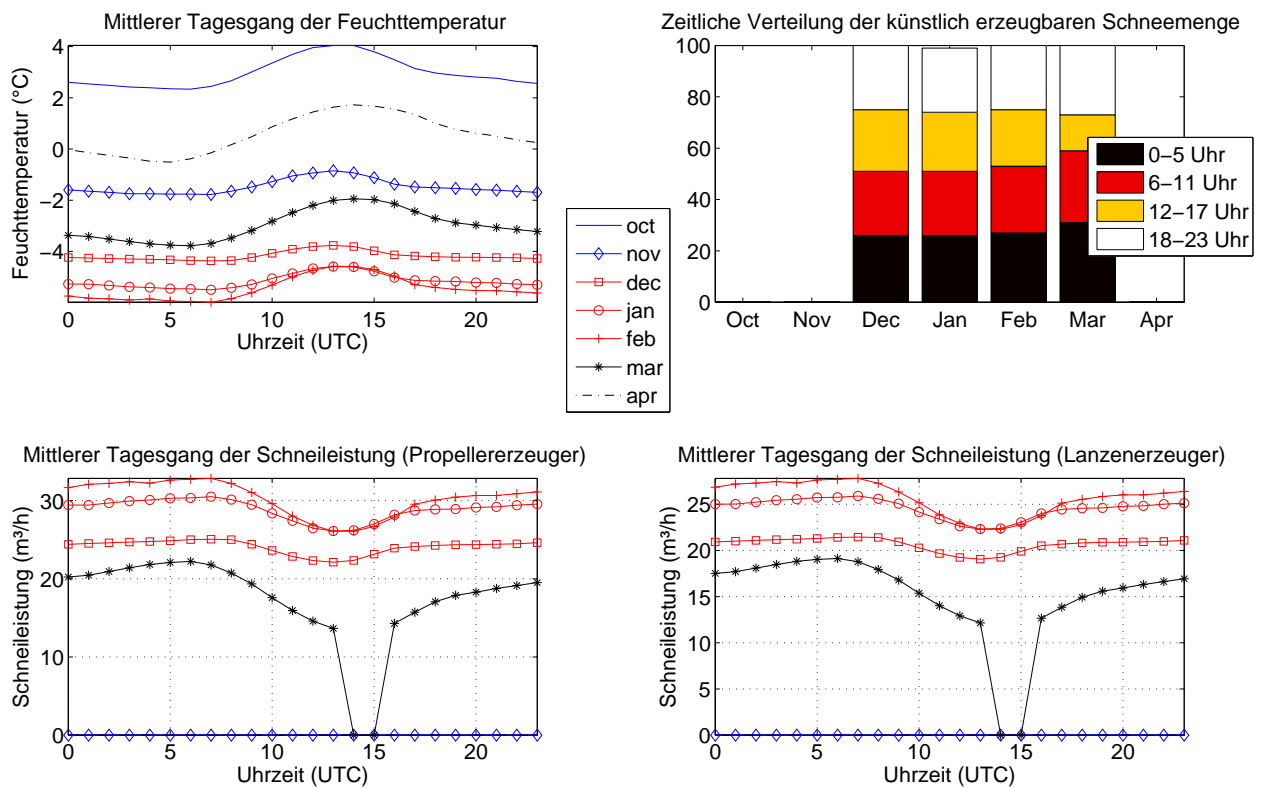 Mittlerer Tagesgang der Feuchttemperatur
Feuchttemperatur (°C)
4
2
0
−2
−4
0 5 10 15 20
Uhrzeit (UTC)
oct
nov
dec
jan
feb
mar
apr
Zeitliche Verteilung der künstlich erzeugbaren Schneemenge
100
80
60
40
20
0
Oct Nov Dec Jan Feb Mar Apr
0−5 Uhr
6−11 Uhr
12−17 Uhr
18−23 Uhr
Mittlerer Tagesgang der Schneileistung (Propellererzeuger)
Schneileistung (m³/h)
30
20
10
0
0 5 10 15 20
Uhrzeit (UTC)
Mittlerer Tagesgang der Schneileistung (Lanzenerzeuger)
Schneileistung (m³/h)
25
20
15
10
5
0
0 5 10 15 20
Uhrzeit (UTC)